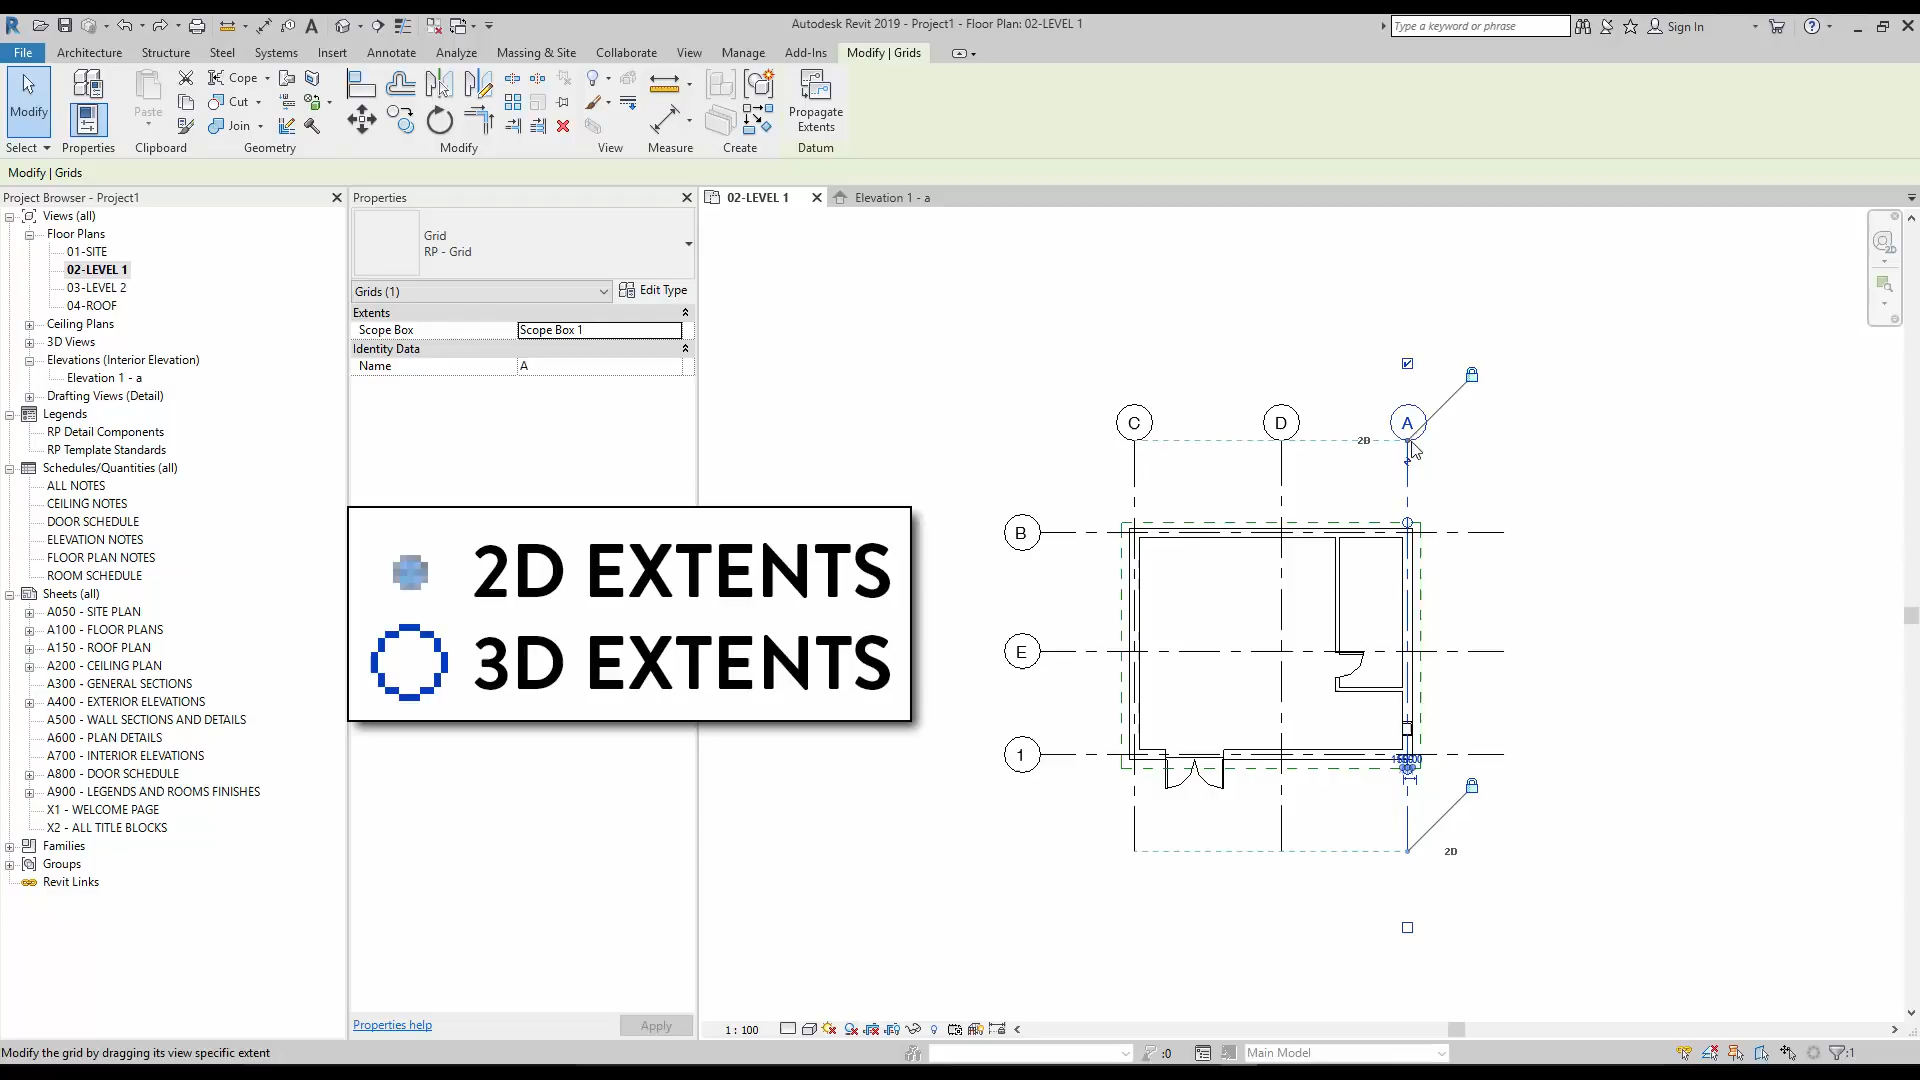 Autodesk Revit 2019 - Project1 - Floor Plan: 02-LEVEL 1
Type a keyword or phrase
Sign In
File Architecture Structure Steel Systems Insert Annotate Analyze Massing & Site Collaborate View Manage Add-Ins Modify | Grids
Modify
Paste
Cope
Cut
Join
Propagate
Extents
Select Properties Clipboard Geometry Modify View Measure Create Datum
Modify | Grids
Project Browser - Project1
Views (all)
Floor Plans
01-SITE
02-LEVEL 1
03-LEVEL 2
04-ROOF
Ceiling Plans
3D Views
Elevations (Interior Elevation)
Elevation 1 - a
Drafting Views (Detail)
Legends
RP Detail Components
RP Template Standards
Schedules/Quantities (all)
ALL NOTES
CEILING NOTES
DOOR SCHEDULE
ELEVATION NOTES
FLOOR PLAN NOTES
ROOM SCHEDULE
Sheets (all)
A050 - SITE PLAN
A100 - FLOOR PLANS
A150 - ROOF PLAN
A200 - CEILING PLAN
A300 - GENERAL SECTIONS
A400 - EXTERIOR ELEVATIONS
A500 - WALL SECTIONS AND DETAILS
A600 - PLAN DETAILS
A700 - INTERIOR ELEVATIONS
A800 - DOOR SCHEDULE
A900 - LEGENDS AND ROOMS FINISHES
X1 - WELCOME PAGE
X2 - ALL TITLE BLOCKS
Families
Groups
Revit Links
Properties
Grid
RP - Grid
Grids (1)
Edit Type
Extents
Scope Box Scope Box 1
Identity Data
Name A
Properties help
Apply
2D EXTENTS
3D EXTENTS
02-LEVEL 1
Elevation 1 - a
C D A
2D
B
E
1
2D
1 : 100
Modify the grid by dragging its view specific extent
:0
Main Model
:1